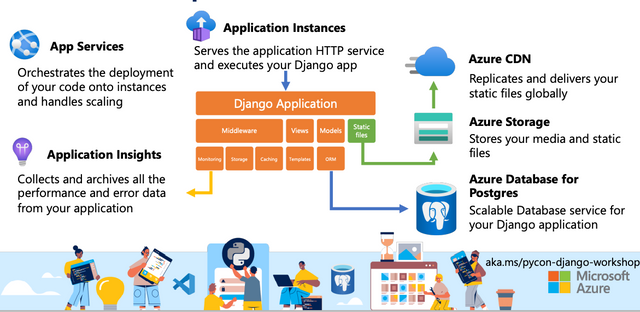 App Services
Orchestrates the deployment
of your code onto instances
and handles scaling
Application Instances
Serves the application HTTP service
and executes your Django app
Azure CDN
Replicates and delivers your
static files globally
Azure Storage
Stores your media and static
files
Application Insights
Collects and archives all the
performance and error data
from your application
Django Application
Middleware
Views
Models
Static
files
Monitoring
Storage
Caching
Templates
ORM
Azure Database for
Postgres
Scalable Database service for
your Django application
aka.ms/pycon-django-workshop
Microsoft
Azure